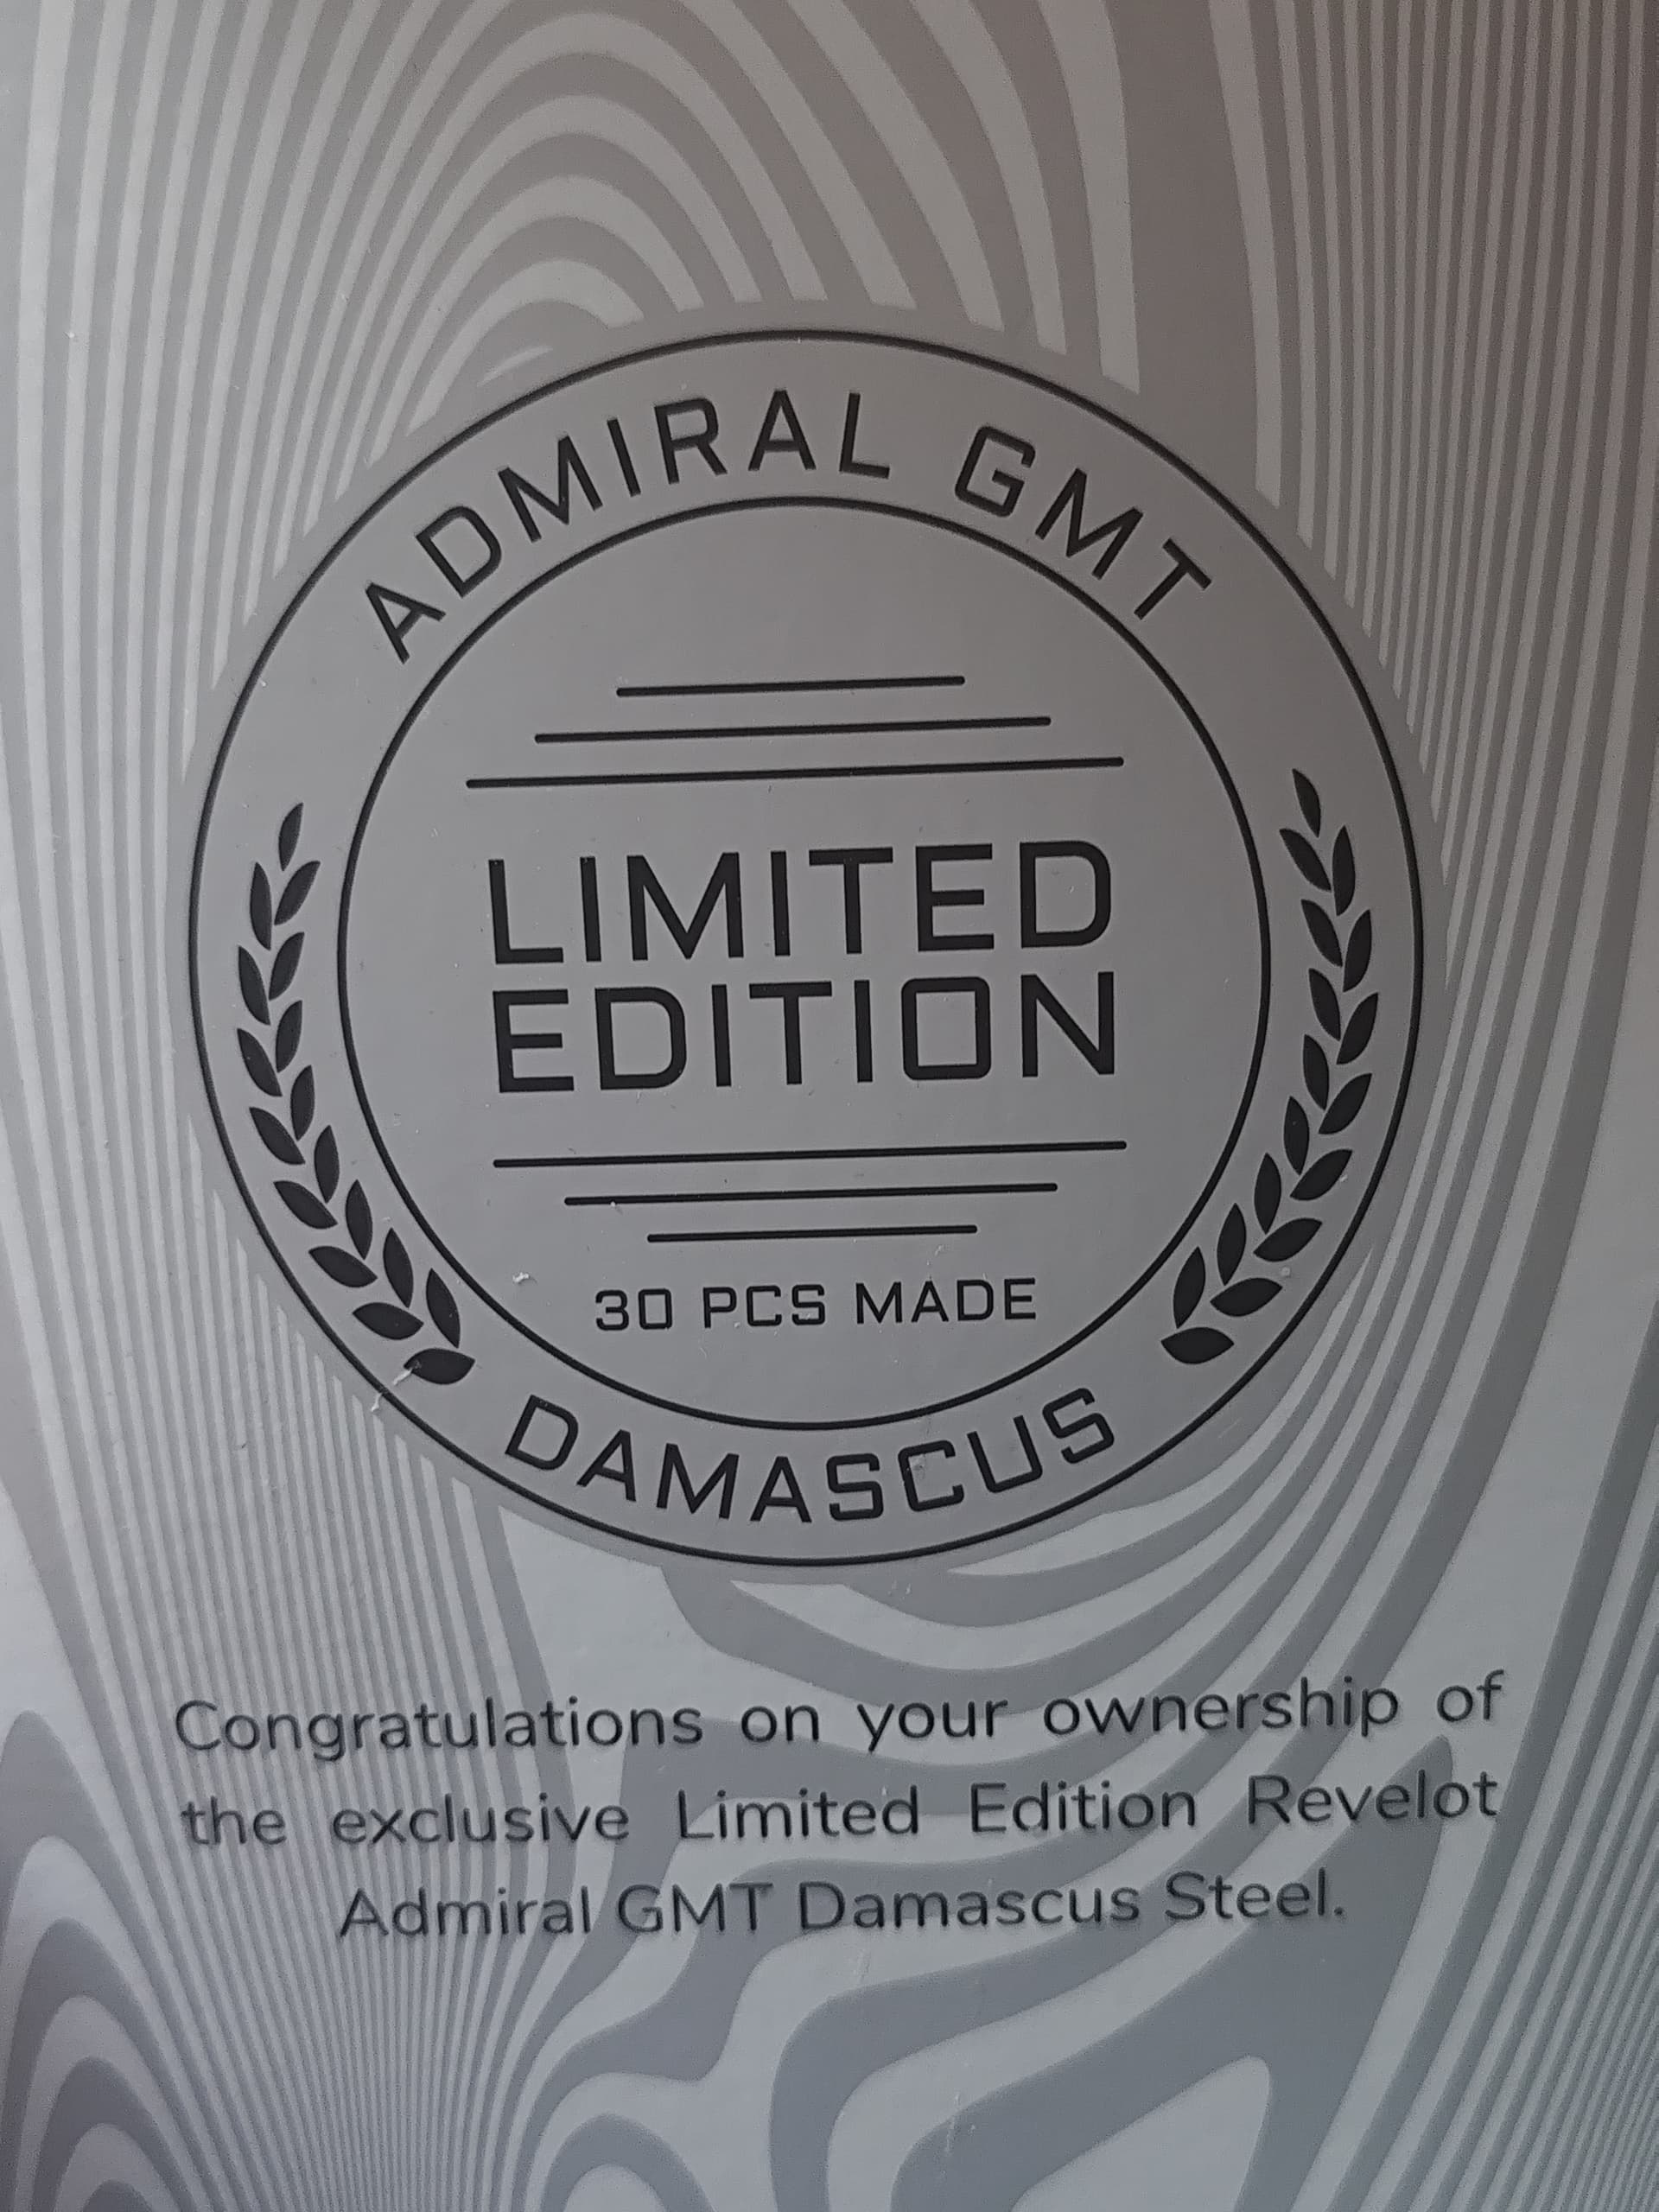 ADMIRAL GMT
LIMITED
EDITION
30 PCS MADE
DAMASCUS
Congratulations on your ownership of
the exclusive Limited Edition Revelot
Admiral GMT Damascus Steel.